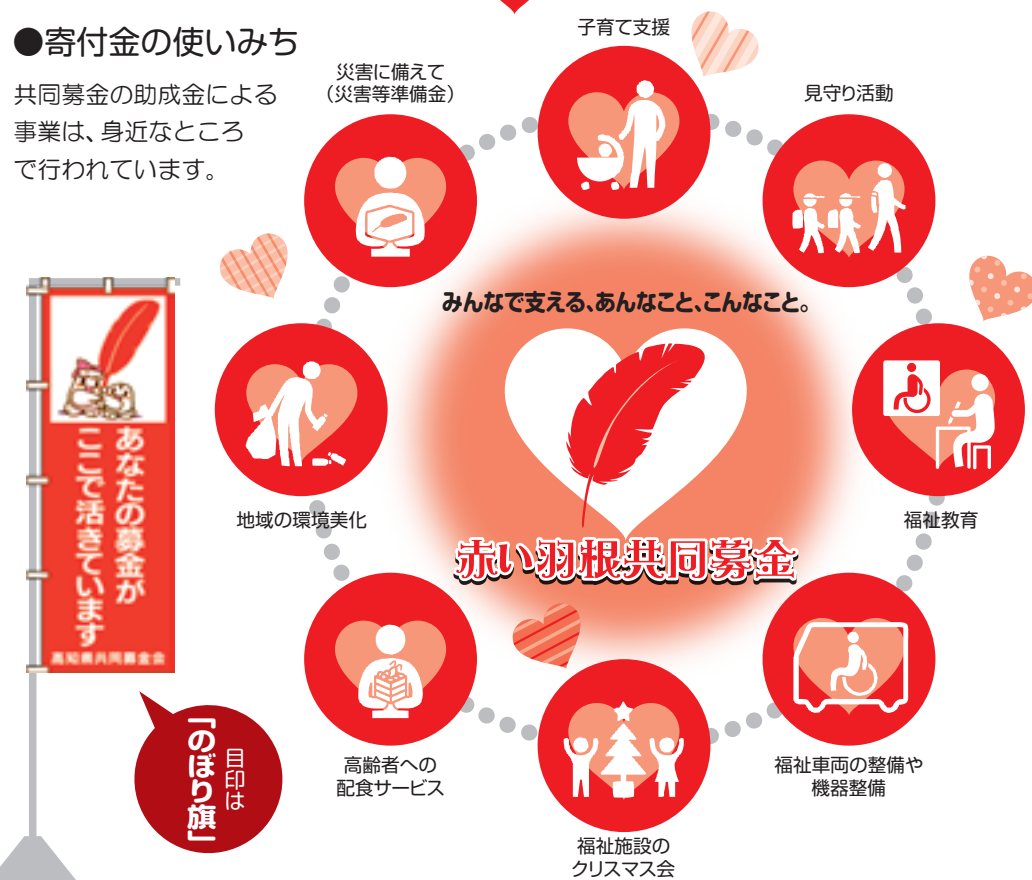 ●寄付金の使いみち
共同募金の助成金による
事業は、身近なところ
で行われています。
子育て支援
災害に備えて
（災害等準備金）
見守り活動
みんなで支える、あんなこと、こんなこと。
地域の環境美化
福祉教育
赤い羽根共同募金
高齢者への
配食サービス
福祉施設の
クリスマス会
福祉車両の整備や
機器整備
あなたの募金が
ここで活きています
高知県共同募金会
目印は
「のぼり旗」